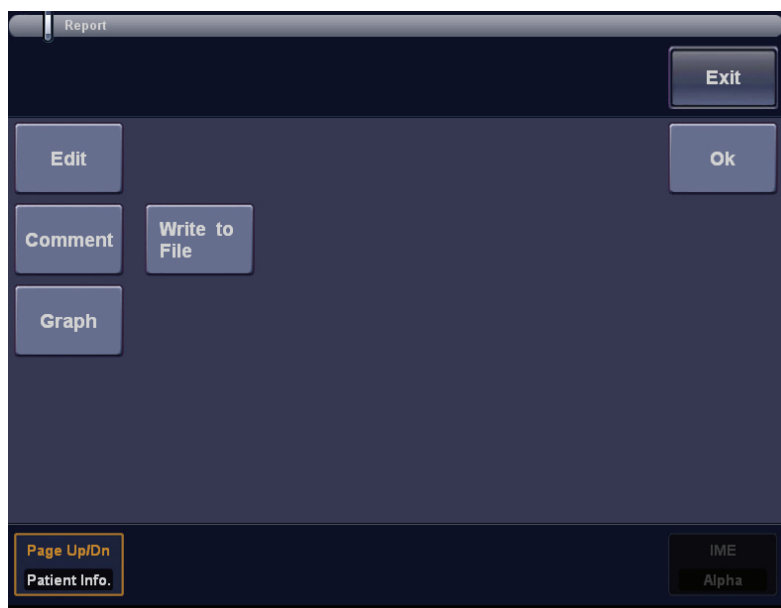 Report
Exit
Edit
Ok
Comment
Write to
File
Graph
Page Up/Dn
Patient Info.
IME
Alpha